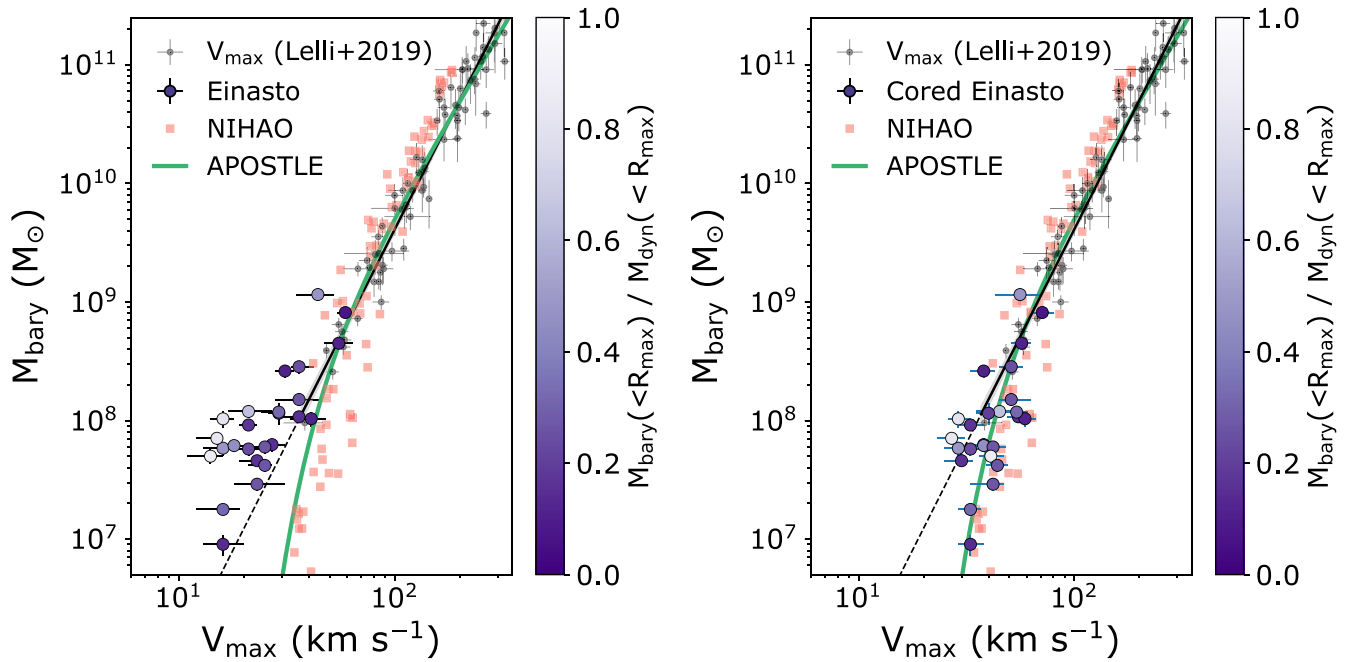 V_max (Lelli+2019)
Einasto
NIHAO
APOSTLE
10^11
10^10
10^9
10^8
10^7
M_bary (M_⊙)
10^1
10^2
V_max (km s^−1)
1.0
0.8
0.6
0.4
0.2
0.0
M_bary(<R_max) / M_dyn(< R_max)
V_max (Lelli+2019)
Cored Einasto
NIHAO
APOSTLE
10^11
10^10
10^9
10^8
10^7
M_bary (M_⊙)
10^1
10^2
V_max (km s^−1)
1.0
0.8
0.6
0.4
0.2
0.0
M_bary(<R_max) / M_dyn(< R_max)